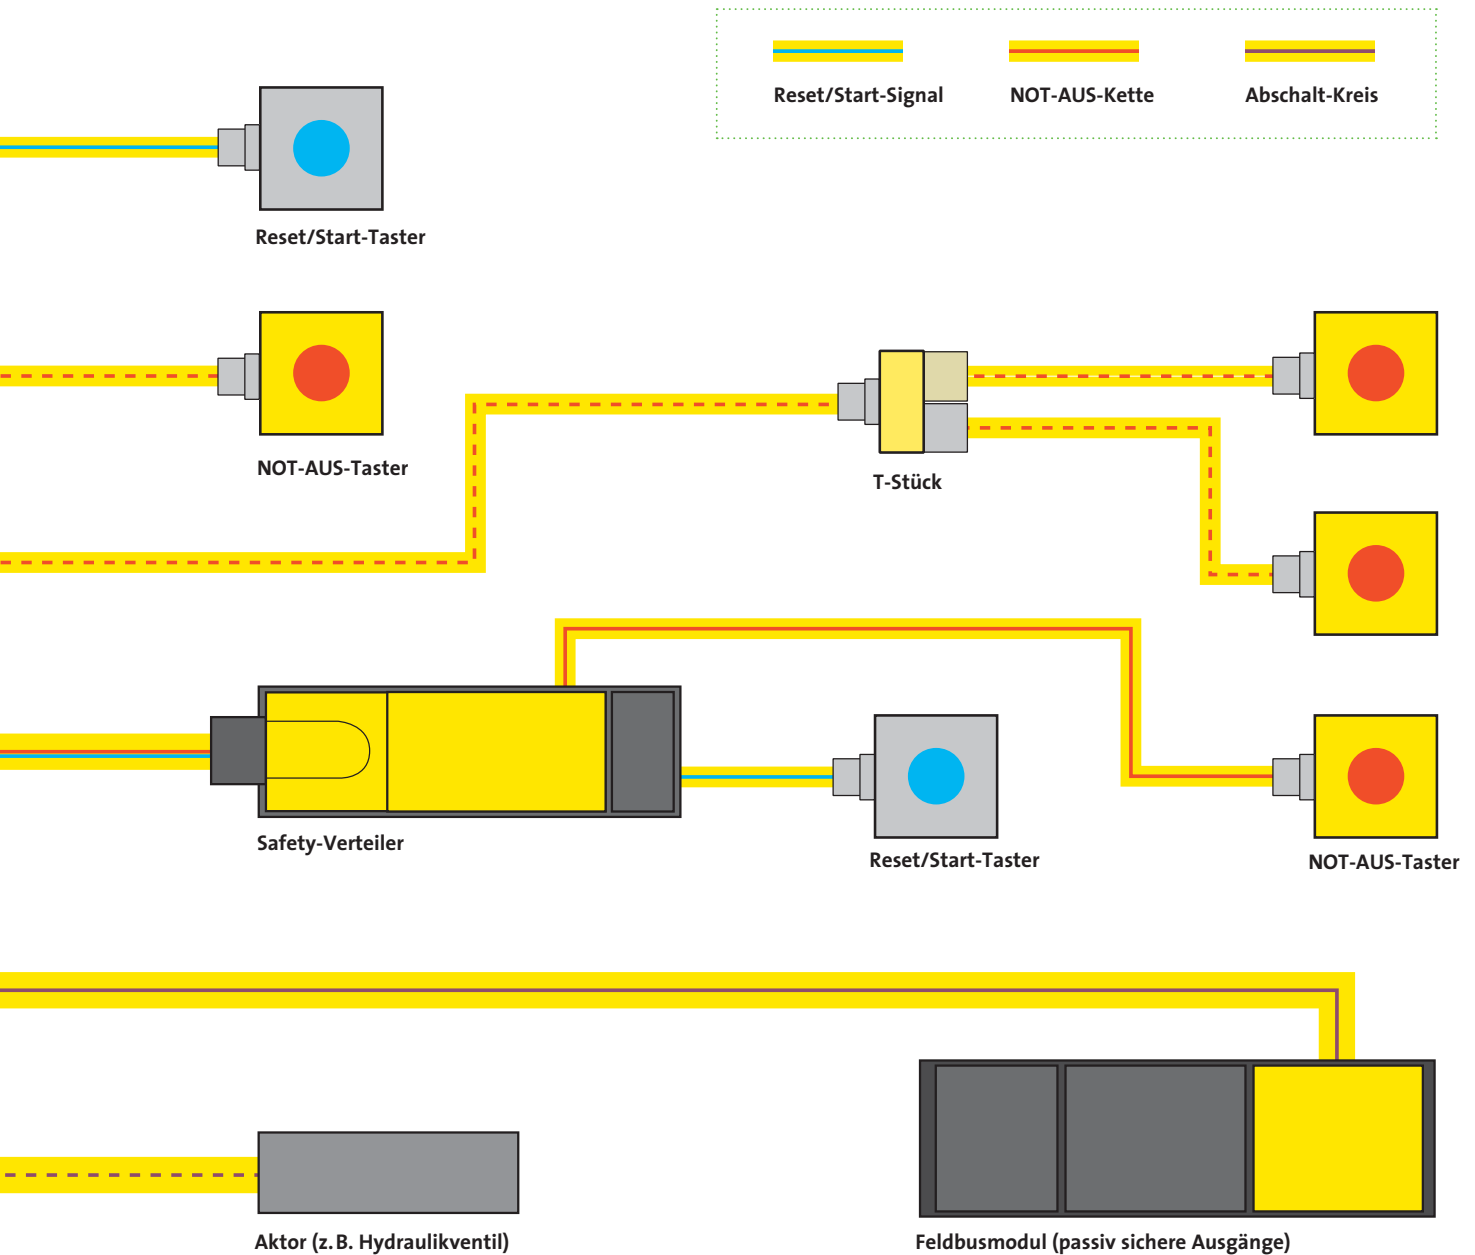 Reset/Start-Signal
NOT-AUS-Kette
Abschalt-Kreis
Reset/Start-Taster
NOT-AUS-Taster
T-Stück
Safety-Verteiler
Reset/Start-Taster
NOT-AUS-Taster
Aktor (z. B. Hydraulikventil)
Feldbusmodul (passiv sichere Ausgänge)